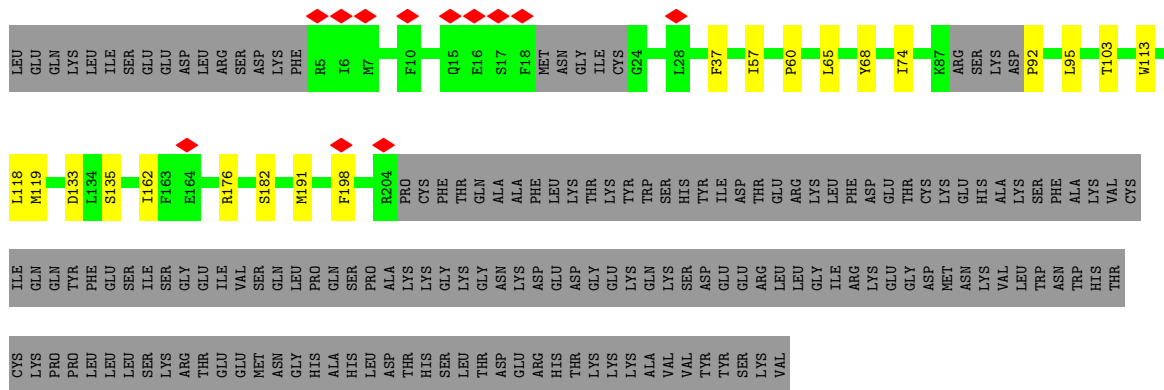 LEU GLU GLN LYS LEU ILE SER GLU GLU ASP LEU ARG SER ASP LYS PHE R5 I6 M7 F10 Q15 E16 S17 F18 MET ASN GLY ILE CYS G24 L28 F37 I57 P60 L65 Y68 I74 K87 ARG SER LYS ASP P92 L95 T103 W113
L118 M119 D133 L134 S135 I162 F163 E164 R176 S182 M191 F198 R204 PRO CYS PHE THR GLN ALA ALA PHE LEU LYS THR LYS TYR TRP SER HIS TYR ILE ASP THR GLU ARG LYS LEU PHE ASP GLU THR CYS LYS GLU HIS ALA LYS SER PHE ALA LYS VAL CYS
ILE GLN GLN TYR PHE GLU SER ILE SER GLY GLU ILE VAL SER GLN LEU PRO GLN SER PRO ALA LYS LYS GLY LYS GLY ASN LYS ASP GLU ASP GLY GLU LYS GLN LYS SER ASP GLU GLU ARG LEU LEU GLY ILE ARG LYS GLU GLY ASP MET ASN LYS VAL LEU TRP ASN TRP HIS THR
CYS LYS PRO PRO LEU LEU LEU SER LYS ARG THR GLU GLU MET ASN GLY HIS ALA HIS LEU ASP THR HIS SER LEU THR ASP GLU ARG HIS THR LYS LYS LYS ALA VAL VAL TYR TYR SER LYS VAL